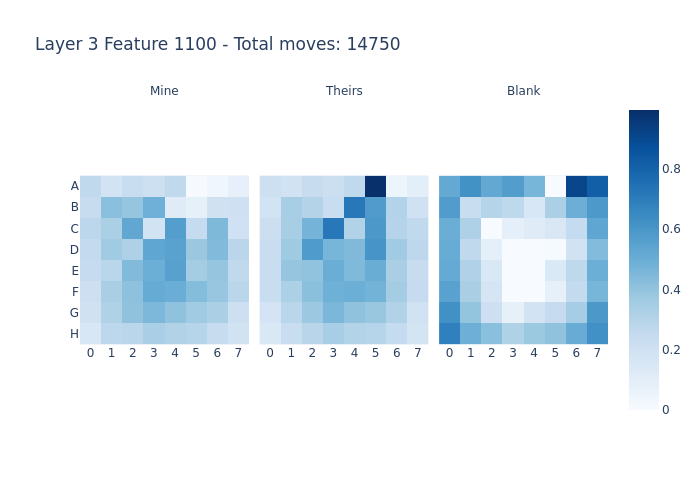 Layer 3 Feature 1100 - Total moves: 14750
Mine Theirs Blank
A
B
C
D
E
F
G
H
0 1 2 3 4 5 6 7 0 1 2 3 4 5 6 7 0 1 2 3 4 5 6 7
0.8
0.6
0.4
0.2
0